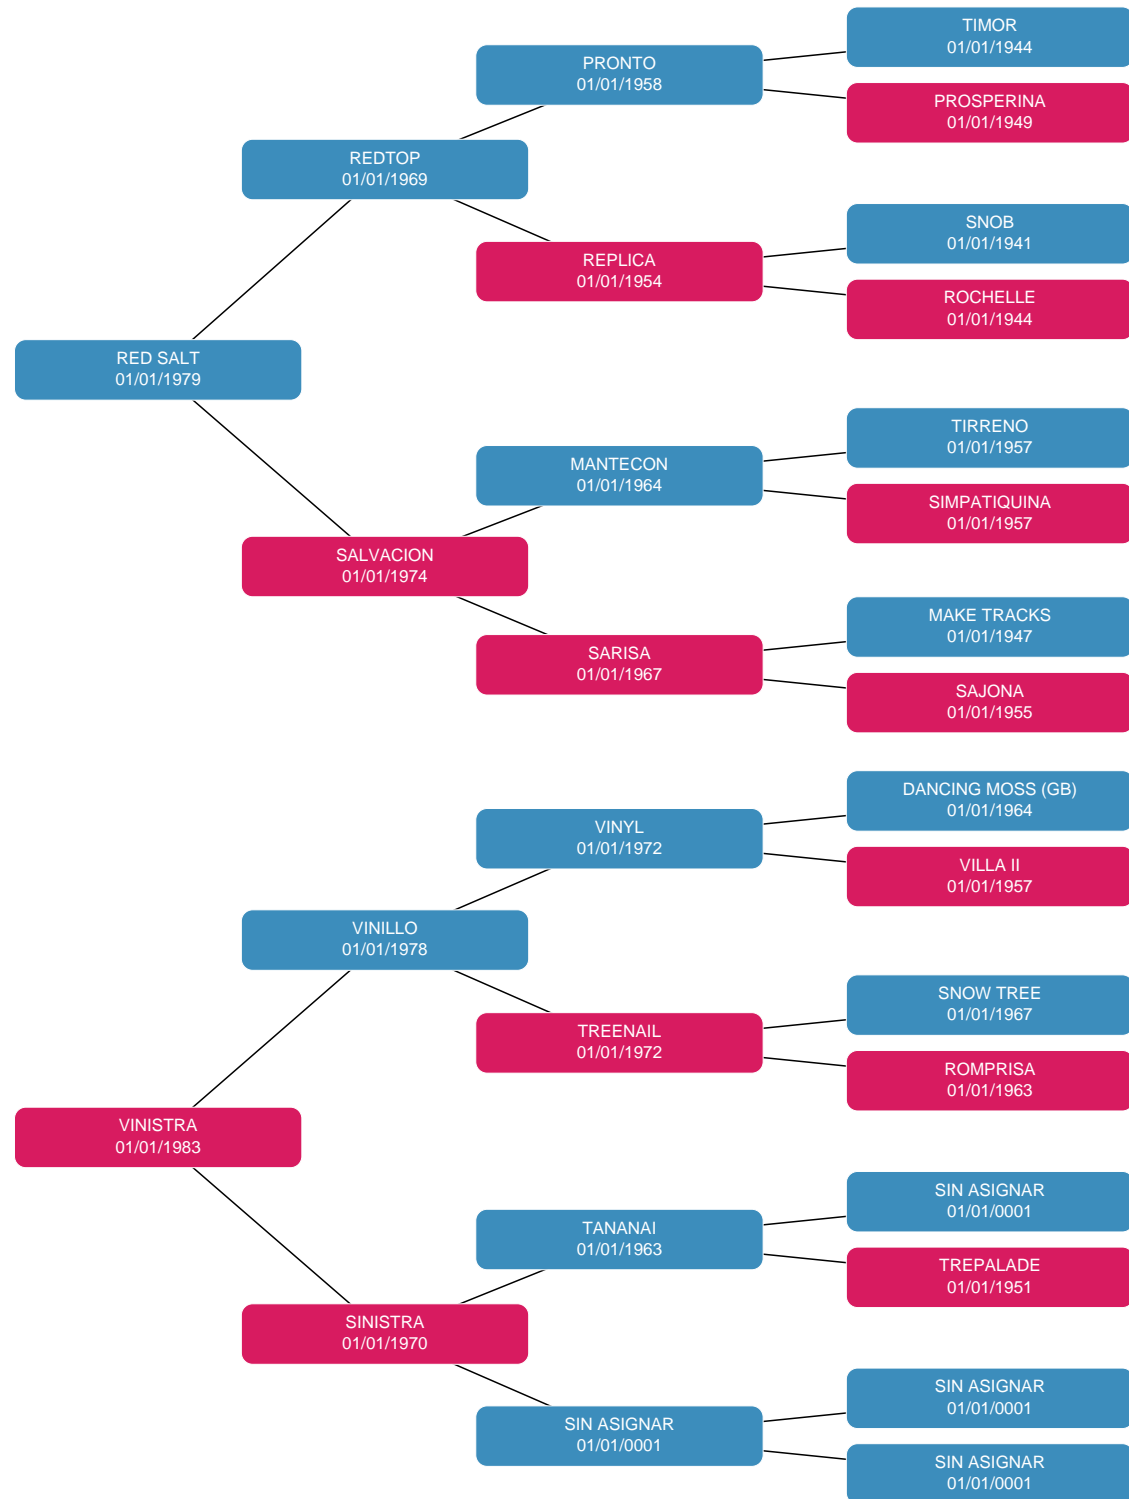 TIMOR
01/01/1944
PRONTO
01/01/1958
PROSPERINA
01/01/1949
REDTOP
01/01/1969
SNOB
01/01/1941
REPLICA
01/01/1954
ROCHELLE
01/01/1944
RED SALT
01/01/1979
TIRRENO
01/01/1957
MANTECON
01/01/1964
SIMPATIQUINA
01/01/1957
SALVACION
01/01/1974
MAKE TRACKS
01/01/1947
SARISA
01/01/1967
SAJONA
01/01/1955
DANCING MOSS (GB)
01/01/1964
VINYL
01/01/1972
VILLA II
01/01/1957
VINILLO
01/01/1978
SNOW TREE
01/01/1967
TREENAIL
01/01/1972
ROMPRISA
01/01/1963
VINISTRA
01/01/1983
SIN ASIGNAR
01/01/0001
TANANAI
01/01/1963
TREPALADE
01/01/1951
SINISTRA
01/01/1970
SIN ASIGNAR
01/01/0001
SIN ASIGNAR
01/01/0001
SIN ASIGNAR
01/01/0001